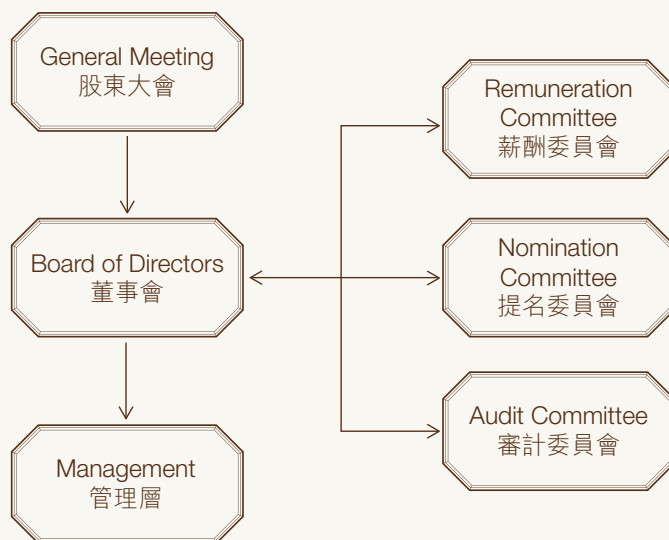 General Meeting
股東大會
Board of Directors
董事會
Management
管理層
Remuneration
Committee
薪酬委員會
Nomination
Committee
提名委員會
Audit Committee
審計委員會